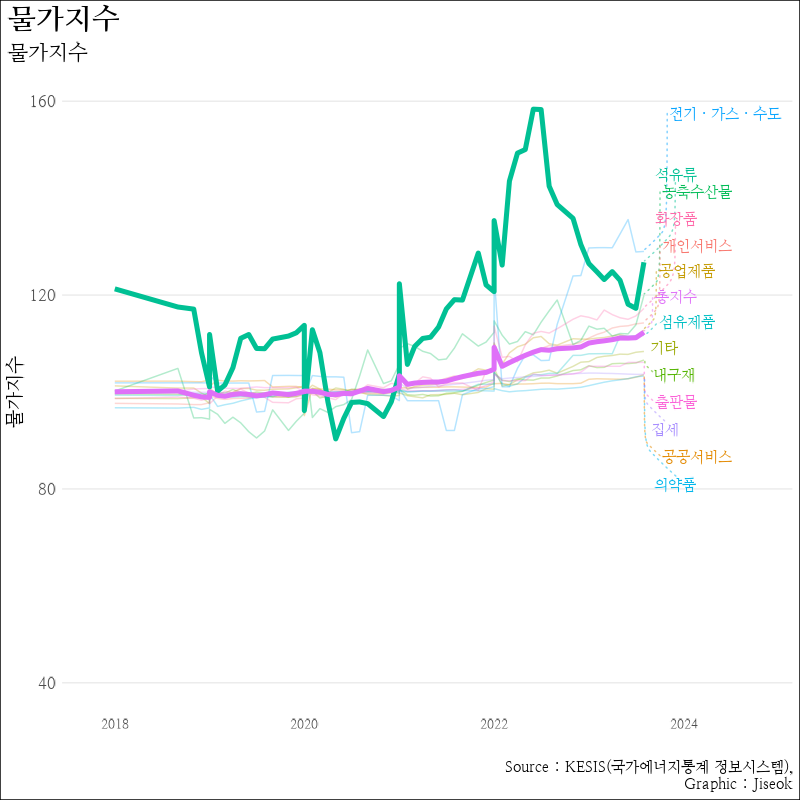 물가지수
물가지수
물가지수
160
120
80
40
2018
2020
2022
2024
전기 · 가스 · 수도
석유류
농축수산물
화장품
개인서비스
공업제품
총지수
섬유제품
기타
내구재
출판물
집세
공공서비스
의약품
Source : KESIS(국가에너지통계 정보시스템),
Graphic : Jiseok